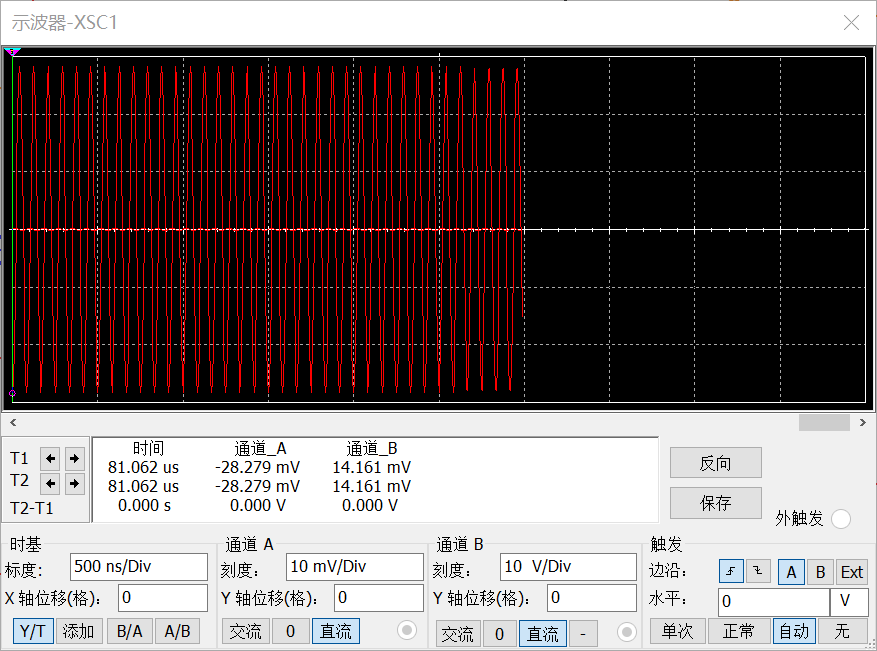 示波器-XSC1
T1
T2
T2-T1
时间 通道_A 通道_B
81.062 us -28.279 mV 14.161 mV
81.062 us -28.279 mV 14.161 mV
0.000 s 0.000 V 0.000 V
反向
保存
外触发
时基
标度: 500 ns/Div
X 轴位移(格): 0
Y/T 添加 B/A A/B
通道 A
刻度: 10 mV/Div
Y 轴位移(格): 0
交流 0 直流
通道 B
刻度: 10 V/Div
Y 轴位移(格): 0
交流 0 直流 -
触发
边沿: A B Ext
水平: 0 V
单次 正常 自动 无